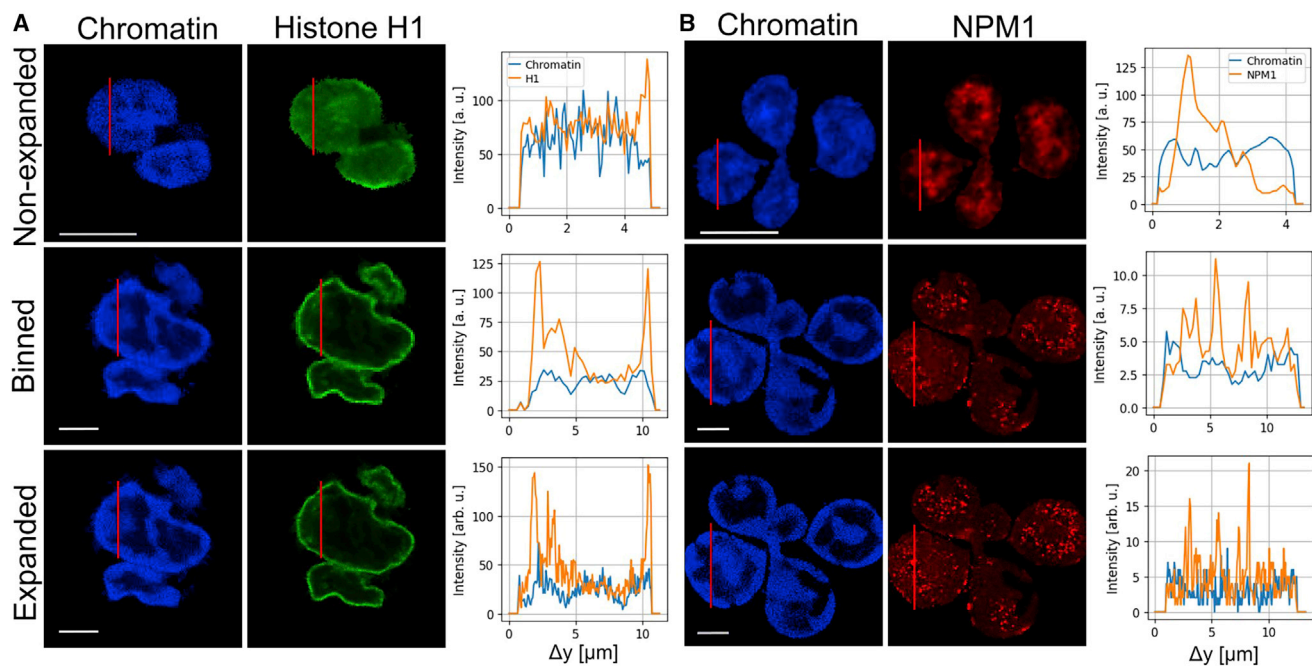 A
Chromatin
Histone H1
B
Chromatin
NPM1
Non-expanded
Intensity [a. u.]
100
50
0
0 2 4
Chromatin
H1
Intensity [a. u.]
125
100
75
50
25
0
0 2 4
Chromatin
NPM1
Binned
Intensity [a. u.]
125
100
75
50
25
0
0 5 10
Intensity [a. u.]
10.0
7.5
5.0
2.5
0.0
0 5 10
Expanded
Intensity [arb. u.]
150
100
50
0
0 5 10
Δy [µm]
Intensity [arb. u.]
20
15
10
5
0
0 5 10
Δy [µm]